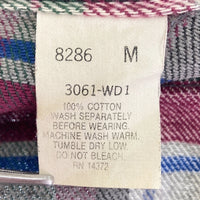 8286 M
3061-WD1
100% COTTON
WASH SEPARATELY
BEFORE WEARING.
MACHINE WASH WARM.
TUMBLE DRY LOW.
DO NOT BLEACH.
RN 14372